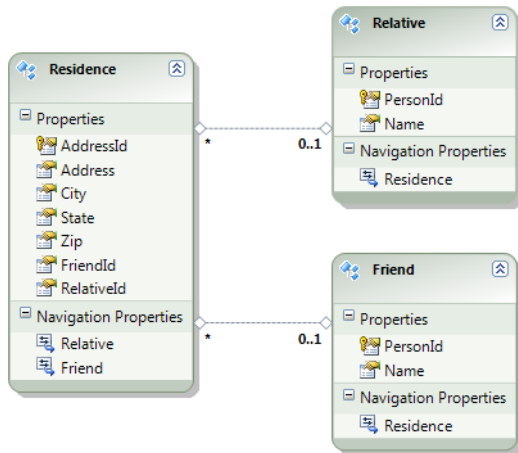 Residence
Properties
AddressId
Address
City
State
Zip
FriendId
RelativeId
Navigation Properties
Relative
Friend
* 0..1
* 0..1
Relative
Properties
PersonId
Name
Navigation Properties
Residence
Friend
Properties
PersonId
Name
Navigation Properties
Residence